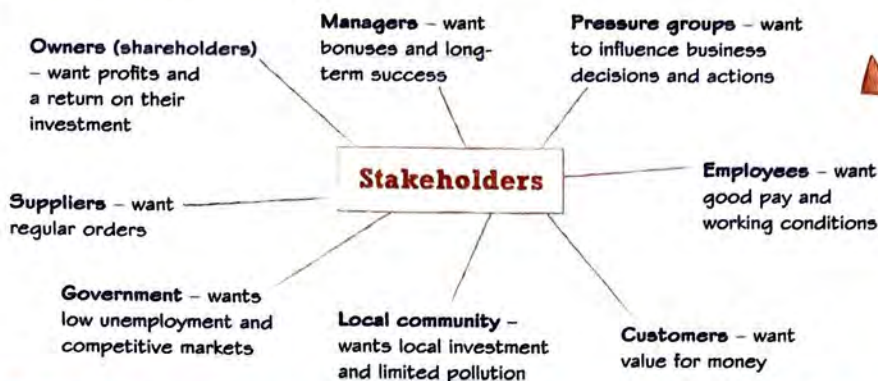 Owners (shareholders)
– want profits and
a return on their
investment
Managers – want
bonuses and long-
term success
Pressure groups – want
to influence business
decisions and actions
Stakeholders
Suppliers – want
regular orders
Employees – want
good pay and
working conditions
Government – wants
low unemployment and
competitive markets
Local community –
wants local investment
and limited pollution
Customers – want
value for money